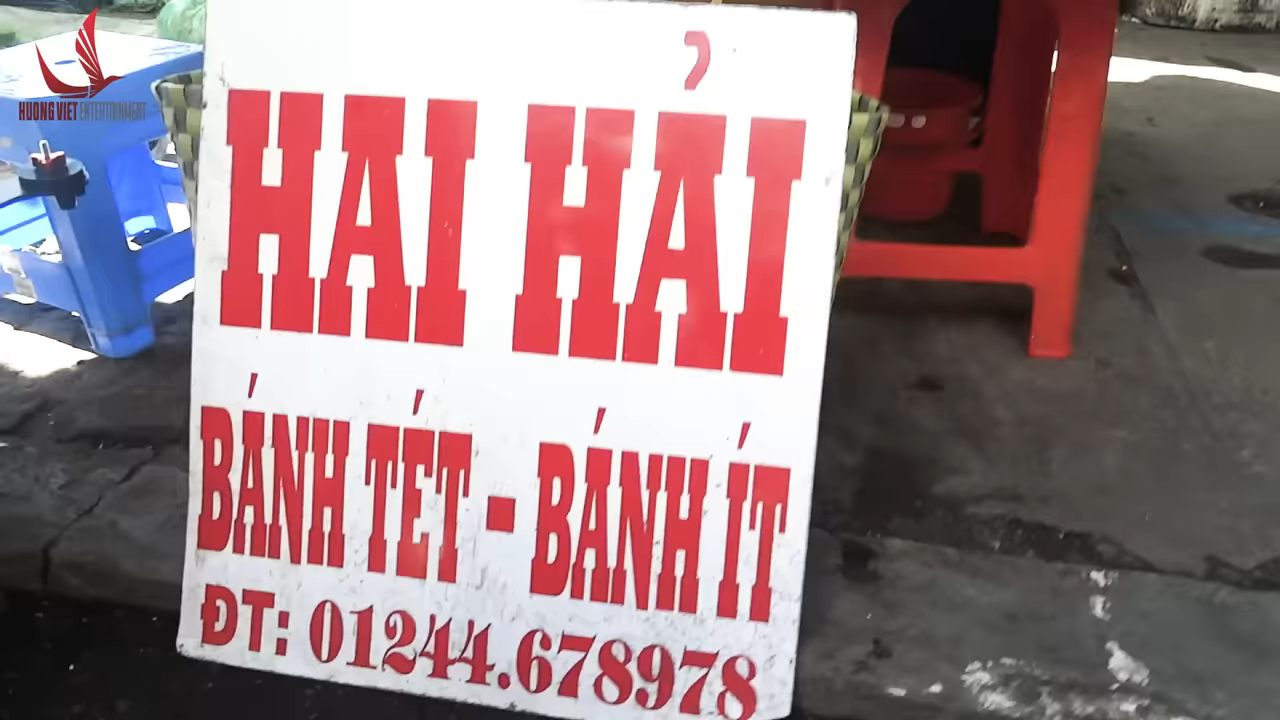 HUONG VIET ENTERTAINMENT
HAI HẢI
BÁNH TÉT - BÁNH ÍT
ĐT: 01244.678978